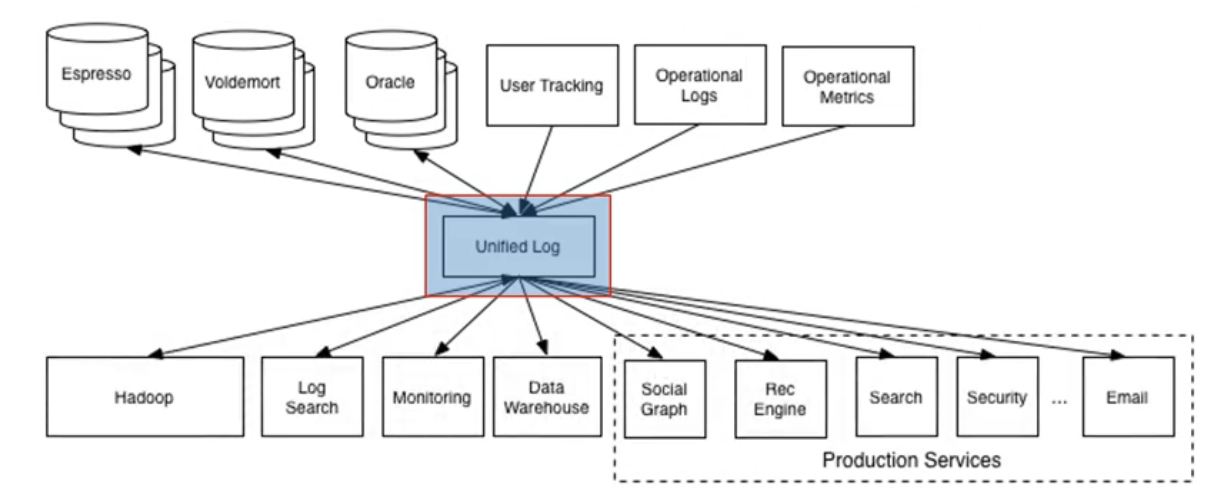 Espresso
Voldemort
Oracle
User Tracking
Operational
Logs
Operational
Metrics
Unified Log
Hadoop
Log
Search
Monitoring
Data
Warehouse
Social
Graph
Rec
Engine
Search
Security
...
Email
Production Services